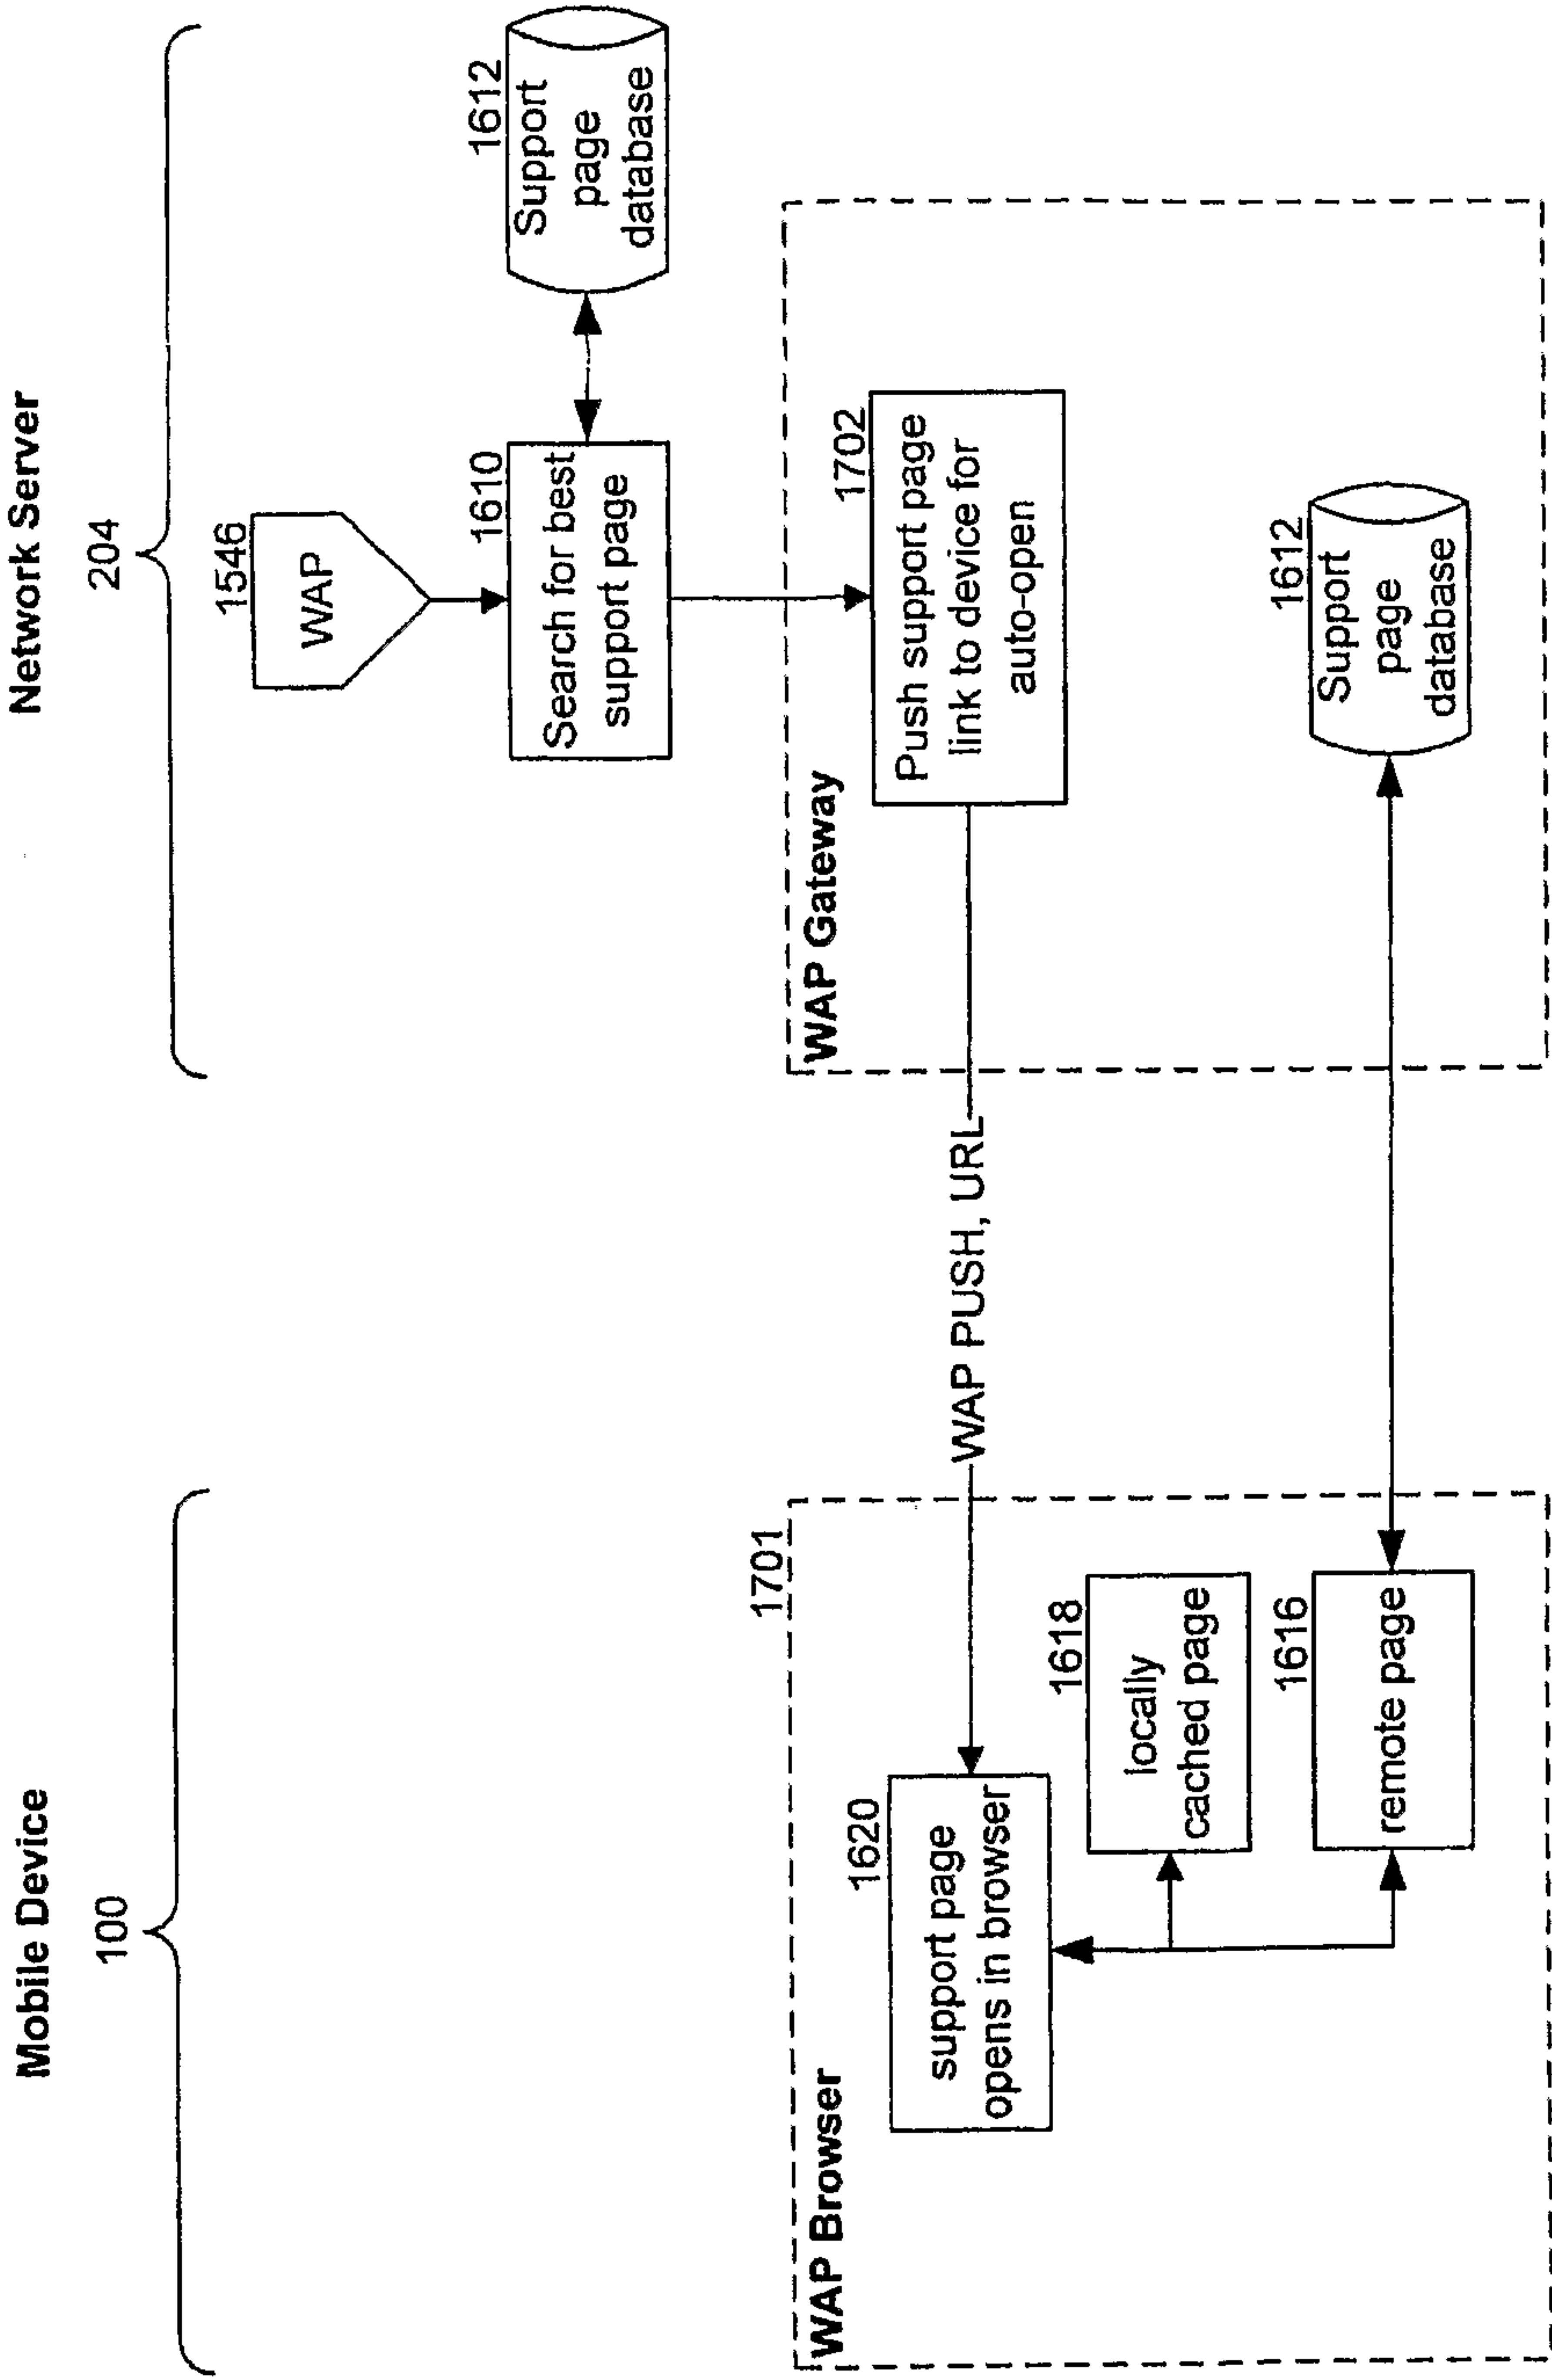 Mobile Device
100
Network Server
204
1546
WAP
1610
Search for best
support page
1612
Support
page
database
WAP Browser
1701
1620
support page
opens in browser
1618
locally
cached page
1616
remote page
WAP PUSH, URL
WAP Gateway
1702
Push support page
link to device for
auto-open
1612
Support
page
database